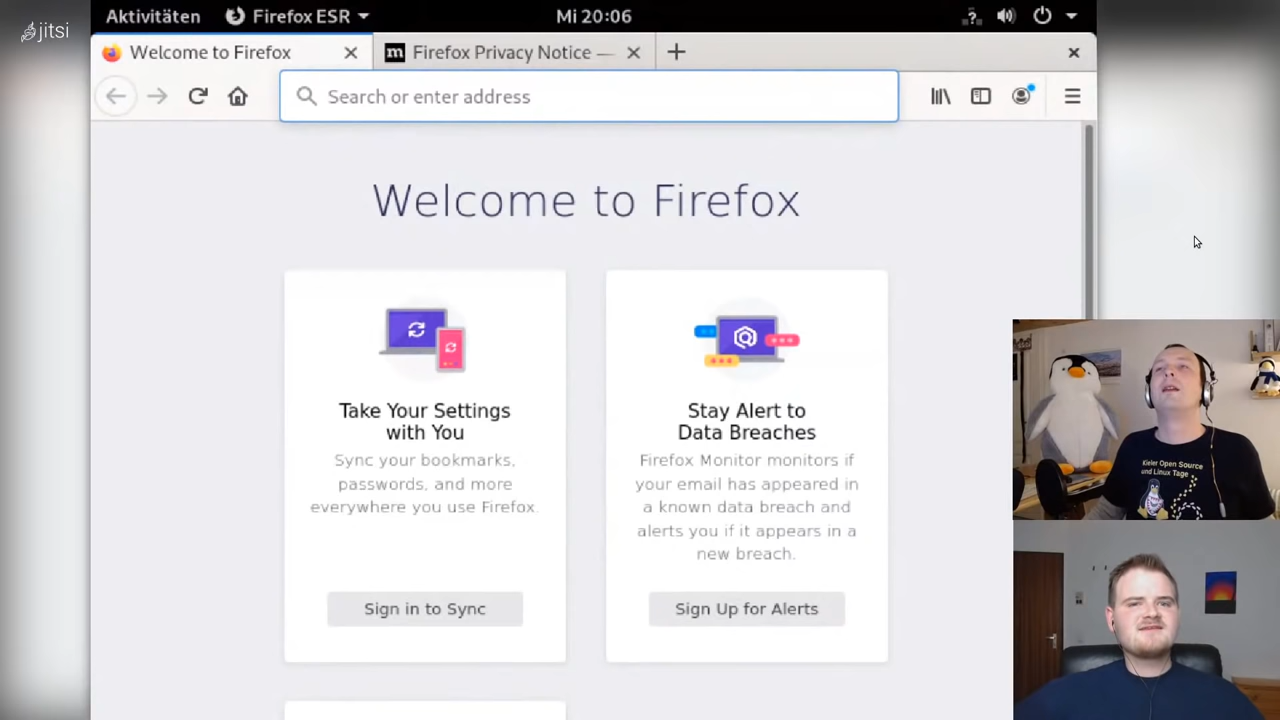 jitsi
Aktivitäten Firefox ESR Mi 20:06 ?
Welcome to Firefox m Firefox Privacy Notice —
Search or enter address
Welcome to Firefox
Take Your Settings
with You
Sync your bookmarks,
passwords, and more
everywhere you use Firefox.
Sign in to Sync
Stay Alert to
Data Breaches
Firefox Monitor monitors if
your email has appeared in
a known data breach and
alerts you if it appears in a
new breach.
Sign Up for Alerts
Kieler Open Source
und Linux Tage